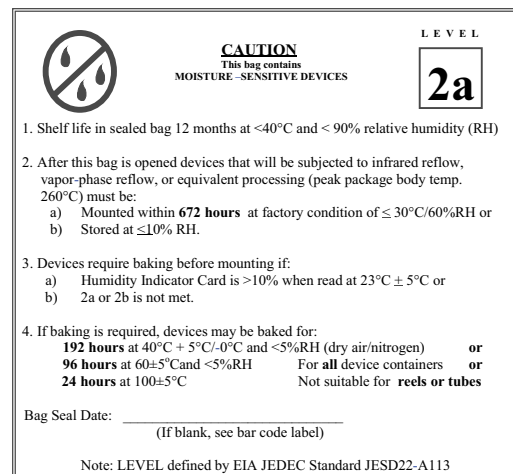 L E V E L
CAUTION
This bag contains
MOISTURE –SENSITIVE DEVICES
2a
1. Shelf life in sealed bag 12 months at <40°C and < 90% relative humidity (RH)
2. After this bag is opened devices that will be subjected to infrared reflow,
vapor-phase reflow, or equivalent processing (peak package body temp.
260°C) must be:
a) Mounted within 672 hours at factory condition of ≤ 30°C/60%RH or
b) Stored at ≤10% RH.
3. Devices require baking before mounting if:
a) Humidity Indicator Card is >10% when read at 23°C ± 5°C or
b) 2a or 2b is not met.
4. If baking is required, devices may be baked for:
192 hours at 40°C + 5°C/-0°C and <5%RH (dry air/nitrogen) or
96 hours at 60±5°Cand <5%RH For all device containers or
24 hours at 100±5°C Not suitable for reels or tubes
Bag Seal Date: ______________________________
(If blank, see bar code label)
Note: LEVEL defined by EIA JEDEC Standard JESD22-A113